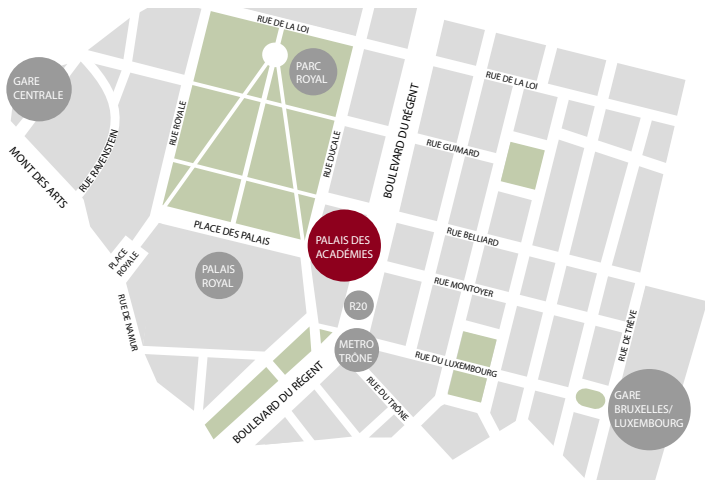 RUE DE LA LOI
PARC
ROYAL
GARE
CENTRALE
RUE DE LA LOI
BOULEVARD DU RÉGENT
RUE ROYALE
RUE DUCALE
RUE GUIMARD
RUE RAVENSTEIN
MONT DES ARTS
PLACE DES PALAIS
PALAIS DES
ACADÉMIES
RUE BELLIARD
PLACE
ROYALE
PALAIS
ROYAL
RUE MONTOYER
R20
RUE DE NAMUR
RUE DE TRÈVE
METRO
TRÔNE
RUE DU LUXEMBOURG
BOULEVARD DU RÉGENT
RUE DU TRÔNE
GARE
BRUXELLES/
LUXEMBOURG